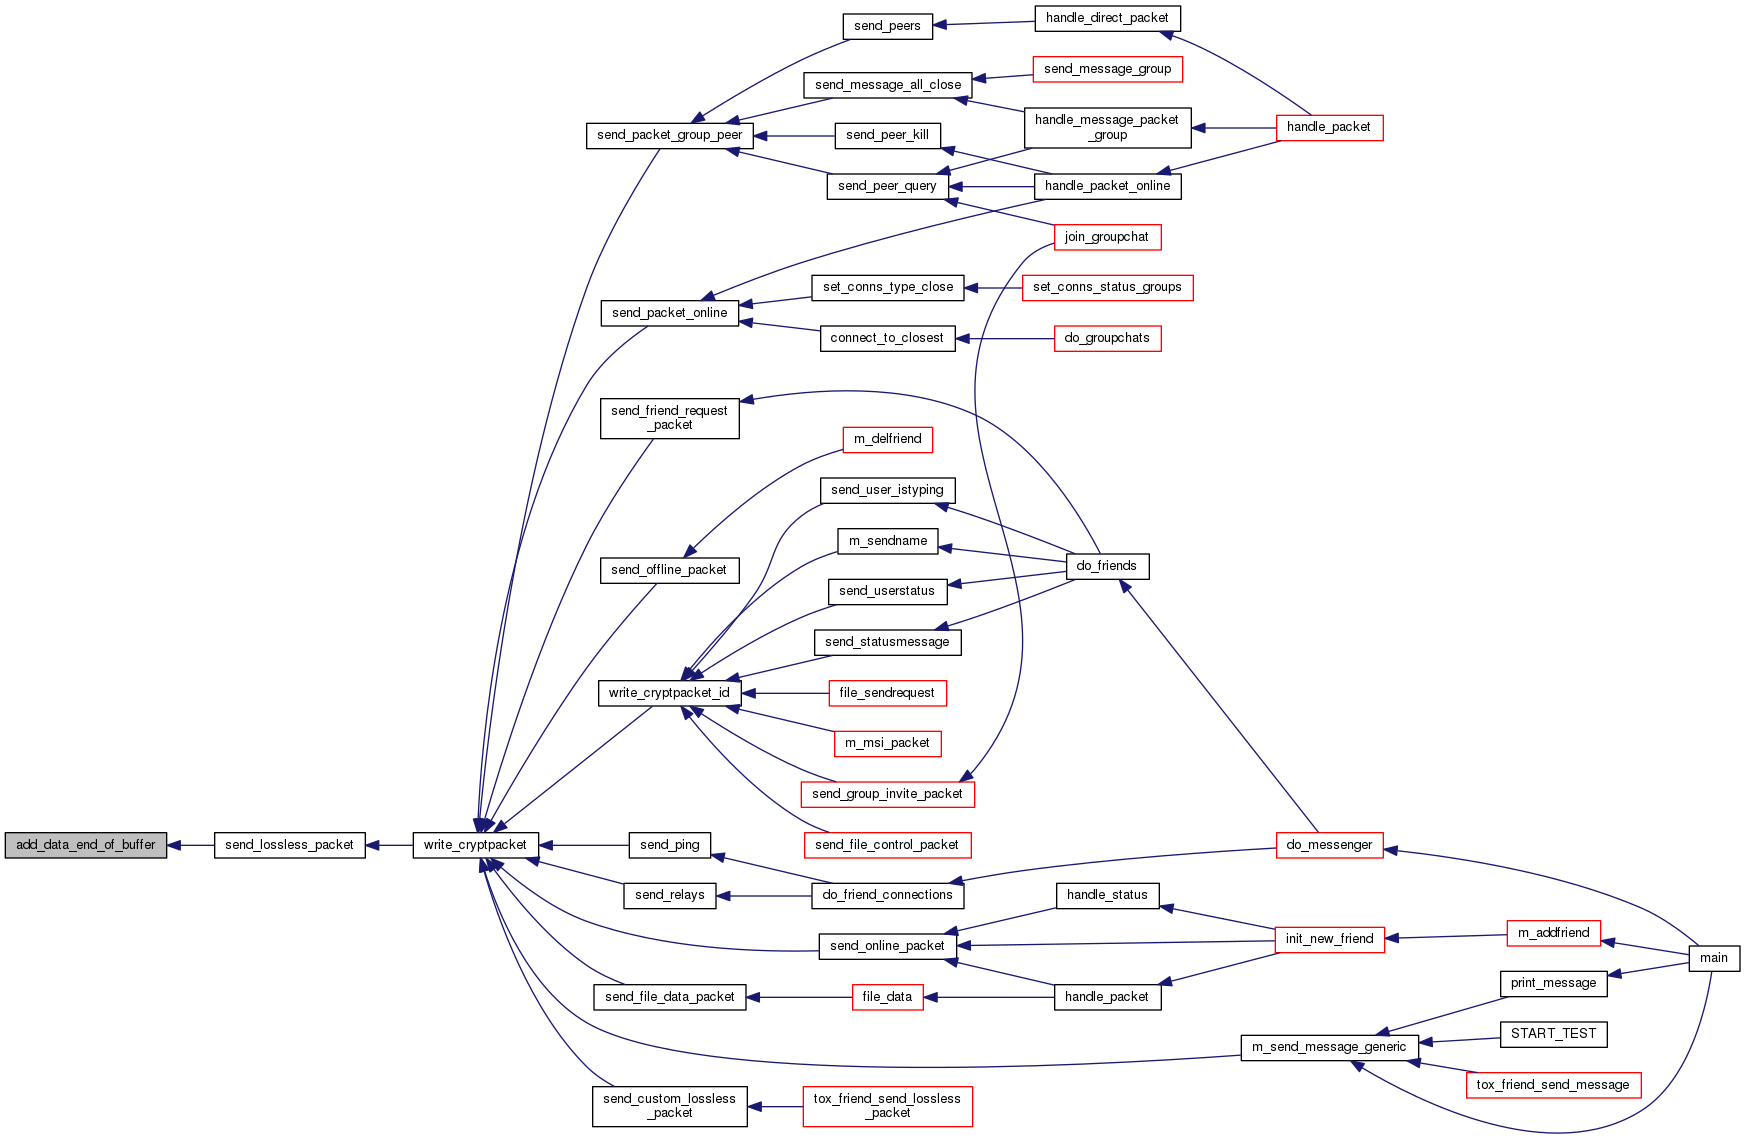 send_peers
handle_direct_packet
send_message_group
send_message_all_close
handle_message_packet
_group
handle_packet
send_packet_group_peer
send_peer_kill
send_peer_query
handle_packet_online
join_groupchat
set_conns_type_close
set_conns_status_groups
send_packet_online
connect_to_closest
do_groupchats
send_friend_request
_packet
m_delfriend
send_user_istyping
m_sendname
do_friends
send_offline_packet
send_userstatus
send_statusmessage
write_cryptpacket_id
file_sendrequest
m_msi_packet
send_group_invite_packet
add_data_end_of_buffer
send_lossless_packet
write_cryptpacket
send_ping
send_file_control_packet
do_messenger
send_relays
do_friend_connections
handle_status
send_online_packet
init_new_friend
m_addfriend
main
send_file_data_packet
file_data
handle_packet
print_message
m_send_message_generic
START_TEST
tox_friend_send_message
send_custom_lossless
_packet
tox_friend_send_lossless
_packet